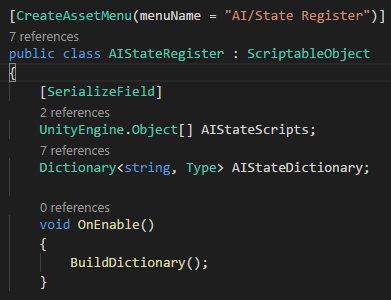 [CreateAssetMenu(menuName = "AI/State Register")]
7 references
public class AIStateRegister : ScriptableObject
{
[SerializeField]
2 references
UnityEngine.Object[] AIStateScripts;
7 references
Dictionary<string, Type> AIStateDictionary;
0 references
void OnEnable()
{
BuildDictionary();
}